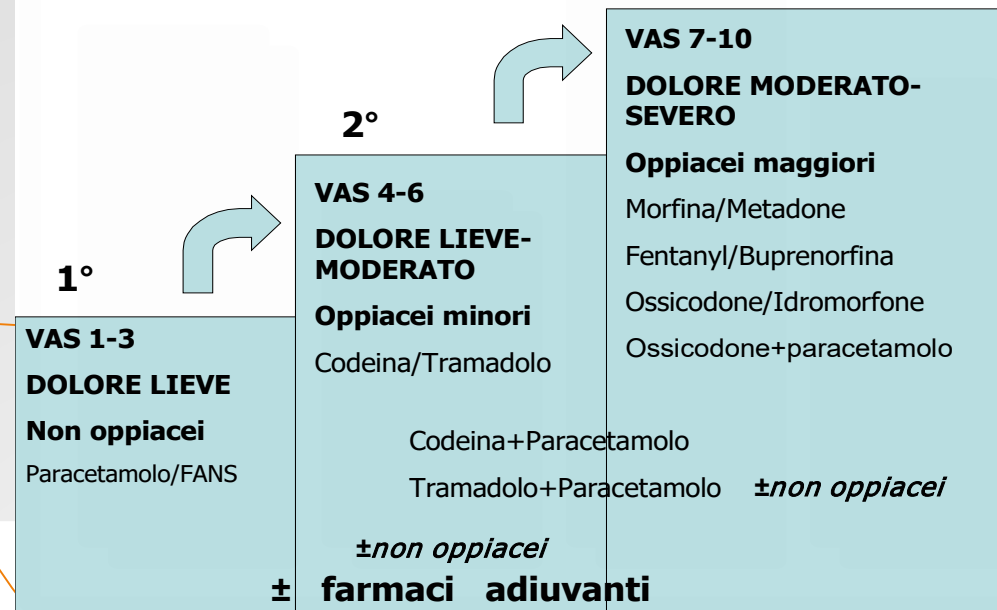 1°
VAS 1-3
DOLORE LIEVE
Non oppiacei
Paracetamolo/FANS
2°
VAS 4-6
DOLORE LIEVE-
MODERATO
Oppiacei minori
Codeina/Tramadolo
Codeina+Paracetamolo
Tramadolo+Paracetamolo
±non oppiacei
VAS 7-10
DOLORE MODERATO-
SEVERO
Oppiacei maggiori
Morfina/Metadone
Fentanyl/Buprenorfina
Ossicodone/Idromorfone
Ossicodone+paracetamolo
±non oppiacei
± farmaci adiuvanti